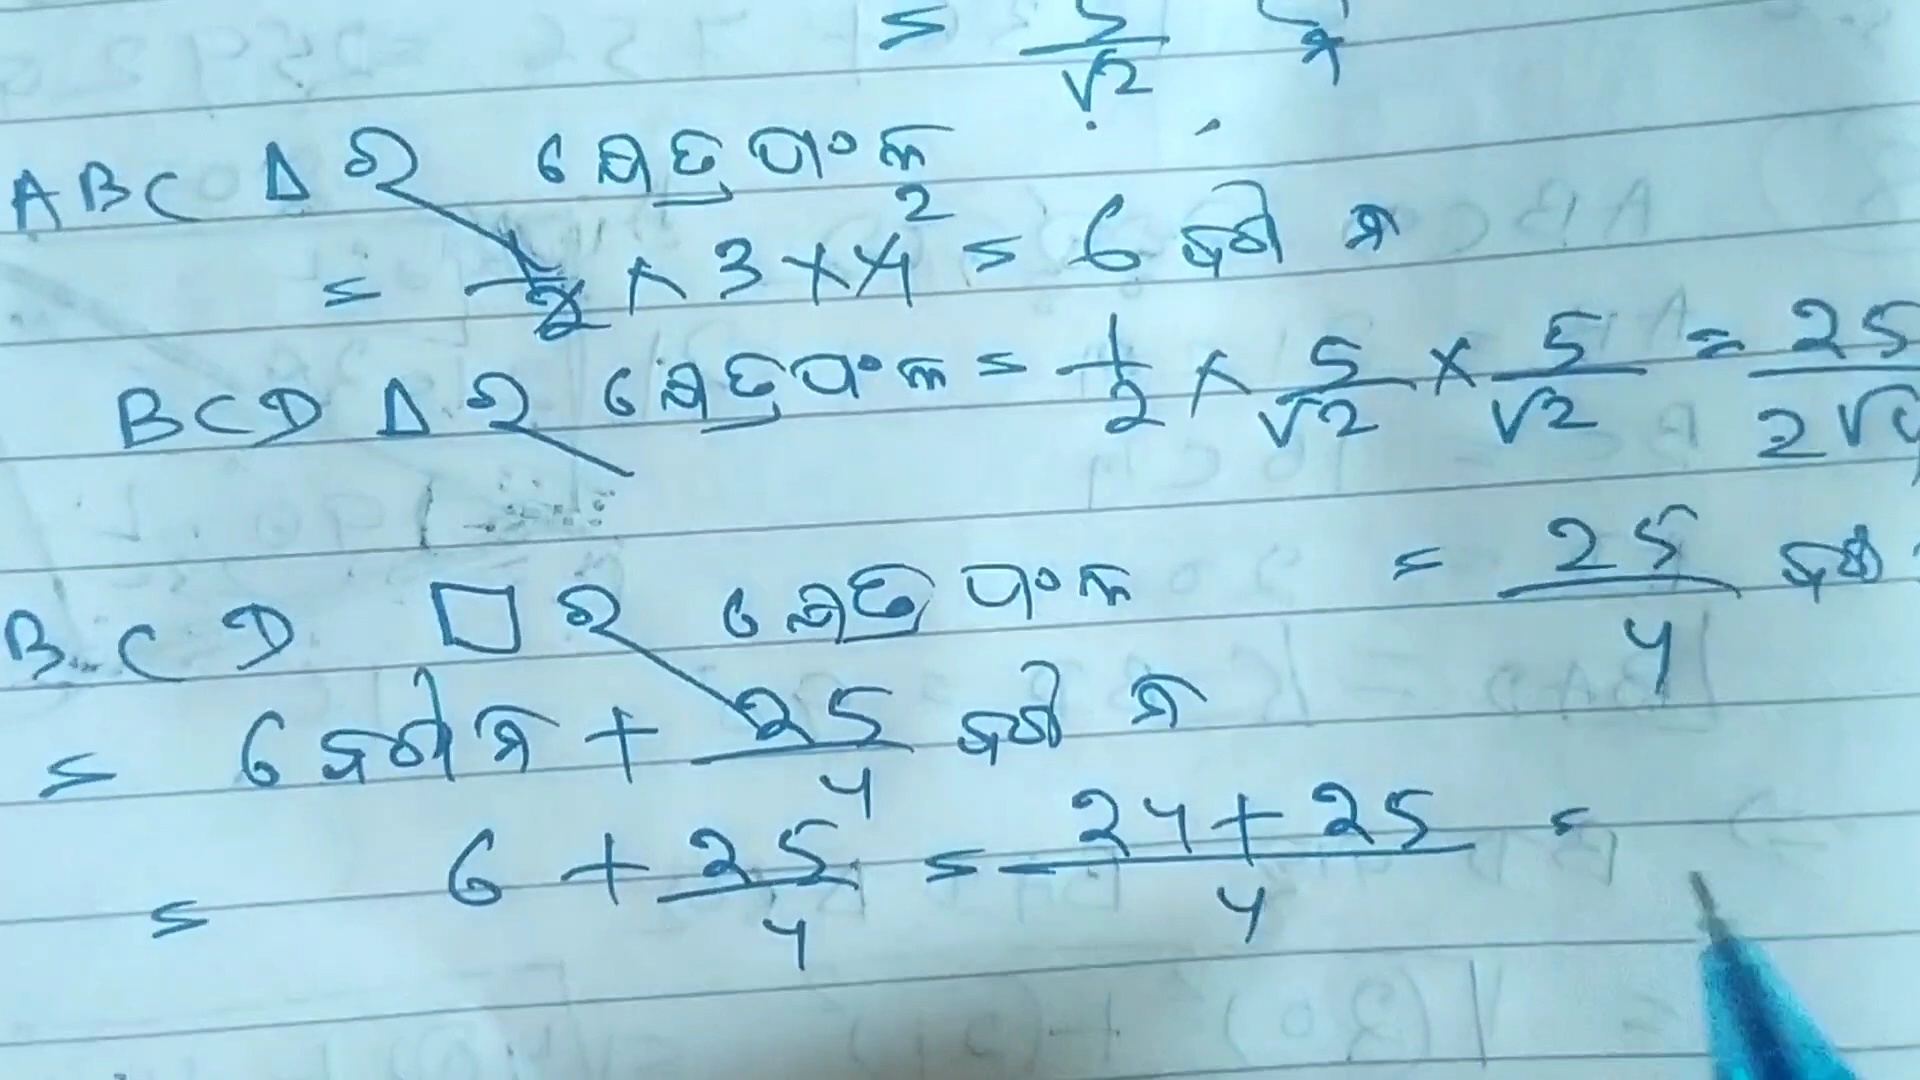 = 5/√2 ମି
ABC Δ ର କ୍ଷେତ୍ରଫଳ
= 1/2 × 3 × 4 2 = 6 ବର୍ଗ ମି
BCD Δ ର କ୍ଷେତ୍ରଫଳ = 1/2 × 5/√2 × 5/√2 = 25/2√
= 25/4 ବର୍ଗ
BCD □ ର କ୍ଷେତ୍ରଫଳ
= 6 ବର୍ଗ ମି + 25/4 ବର୍ଗ ମି
= 6 + 25/4 = 24+25/4 =